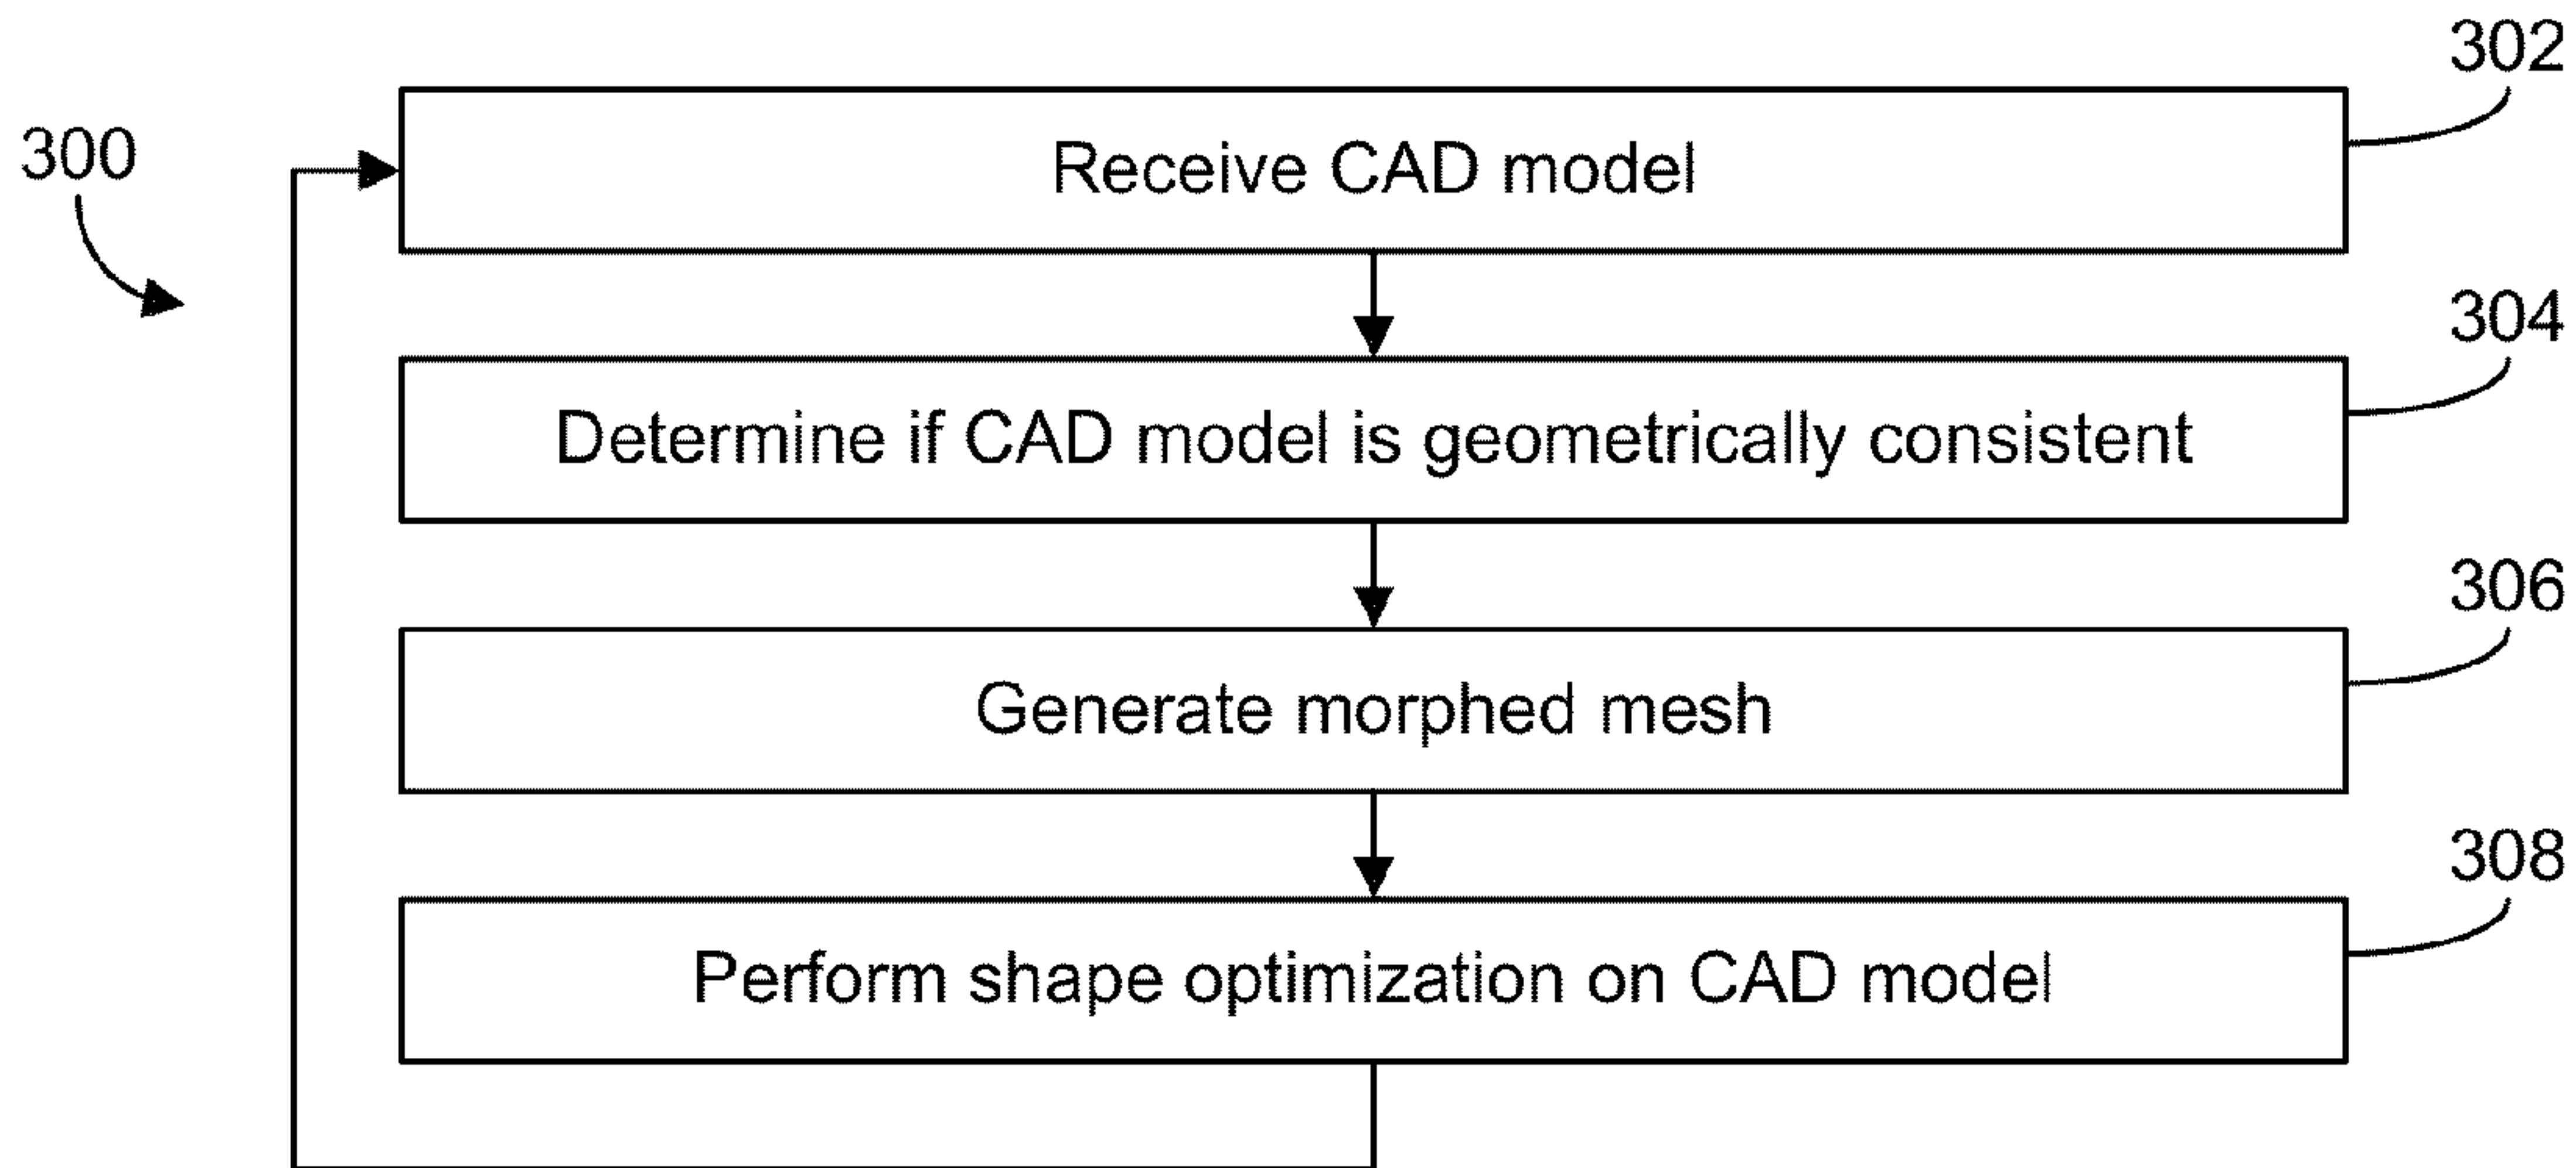 302
300
Receive CAD model
304
Determine if CAD model is geometrically consistent
306
Generate morphed mesh
308
Perform shape optimization on CAD model